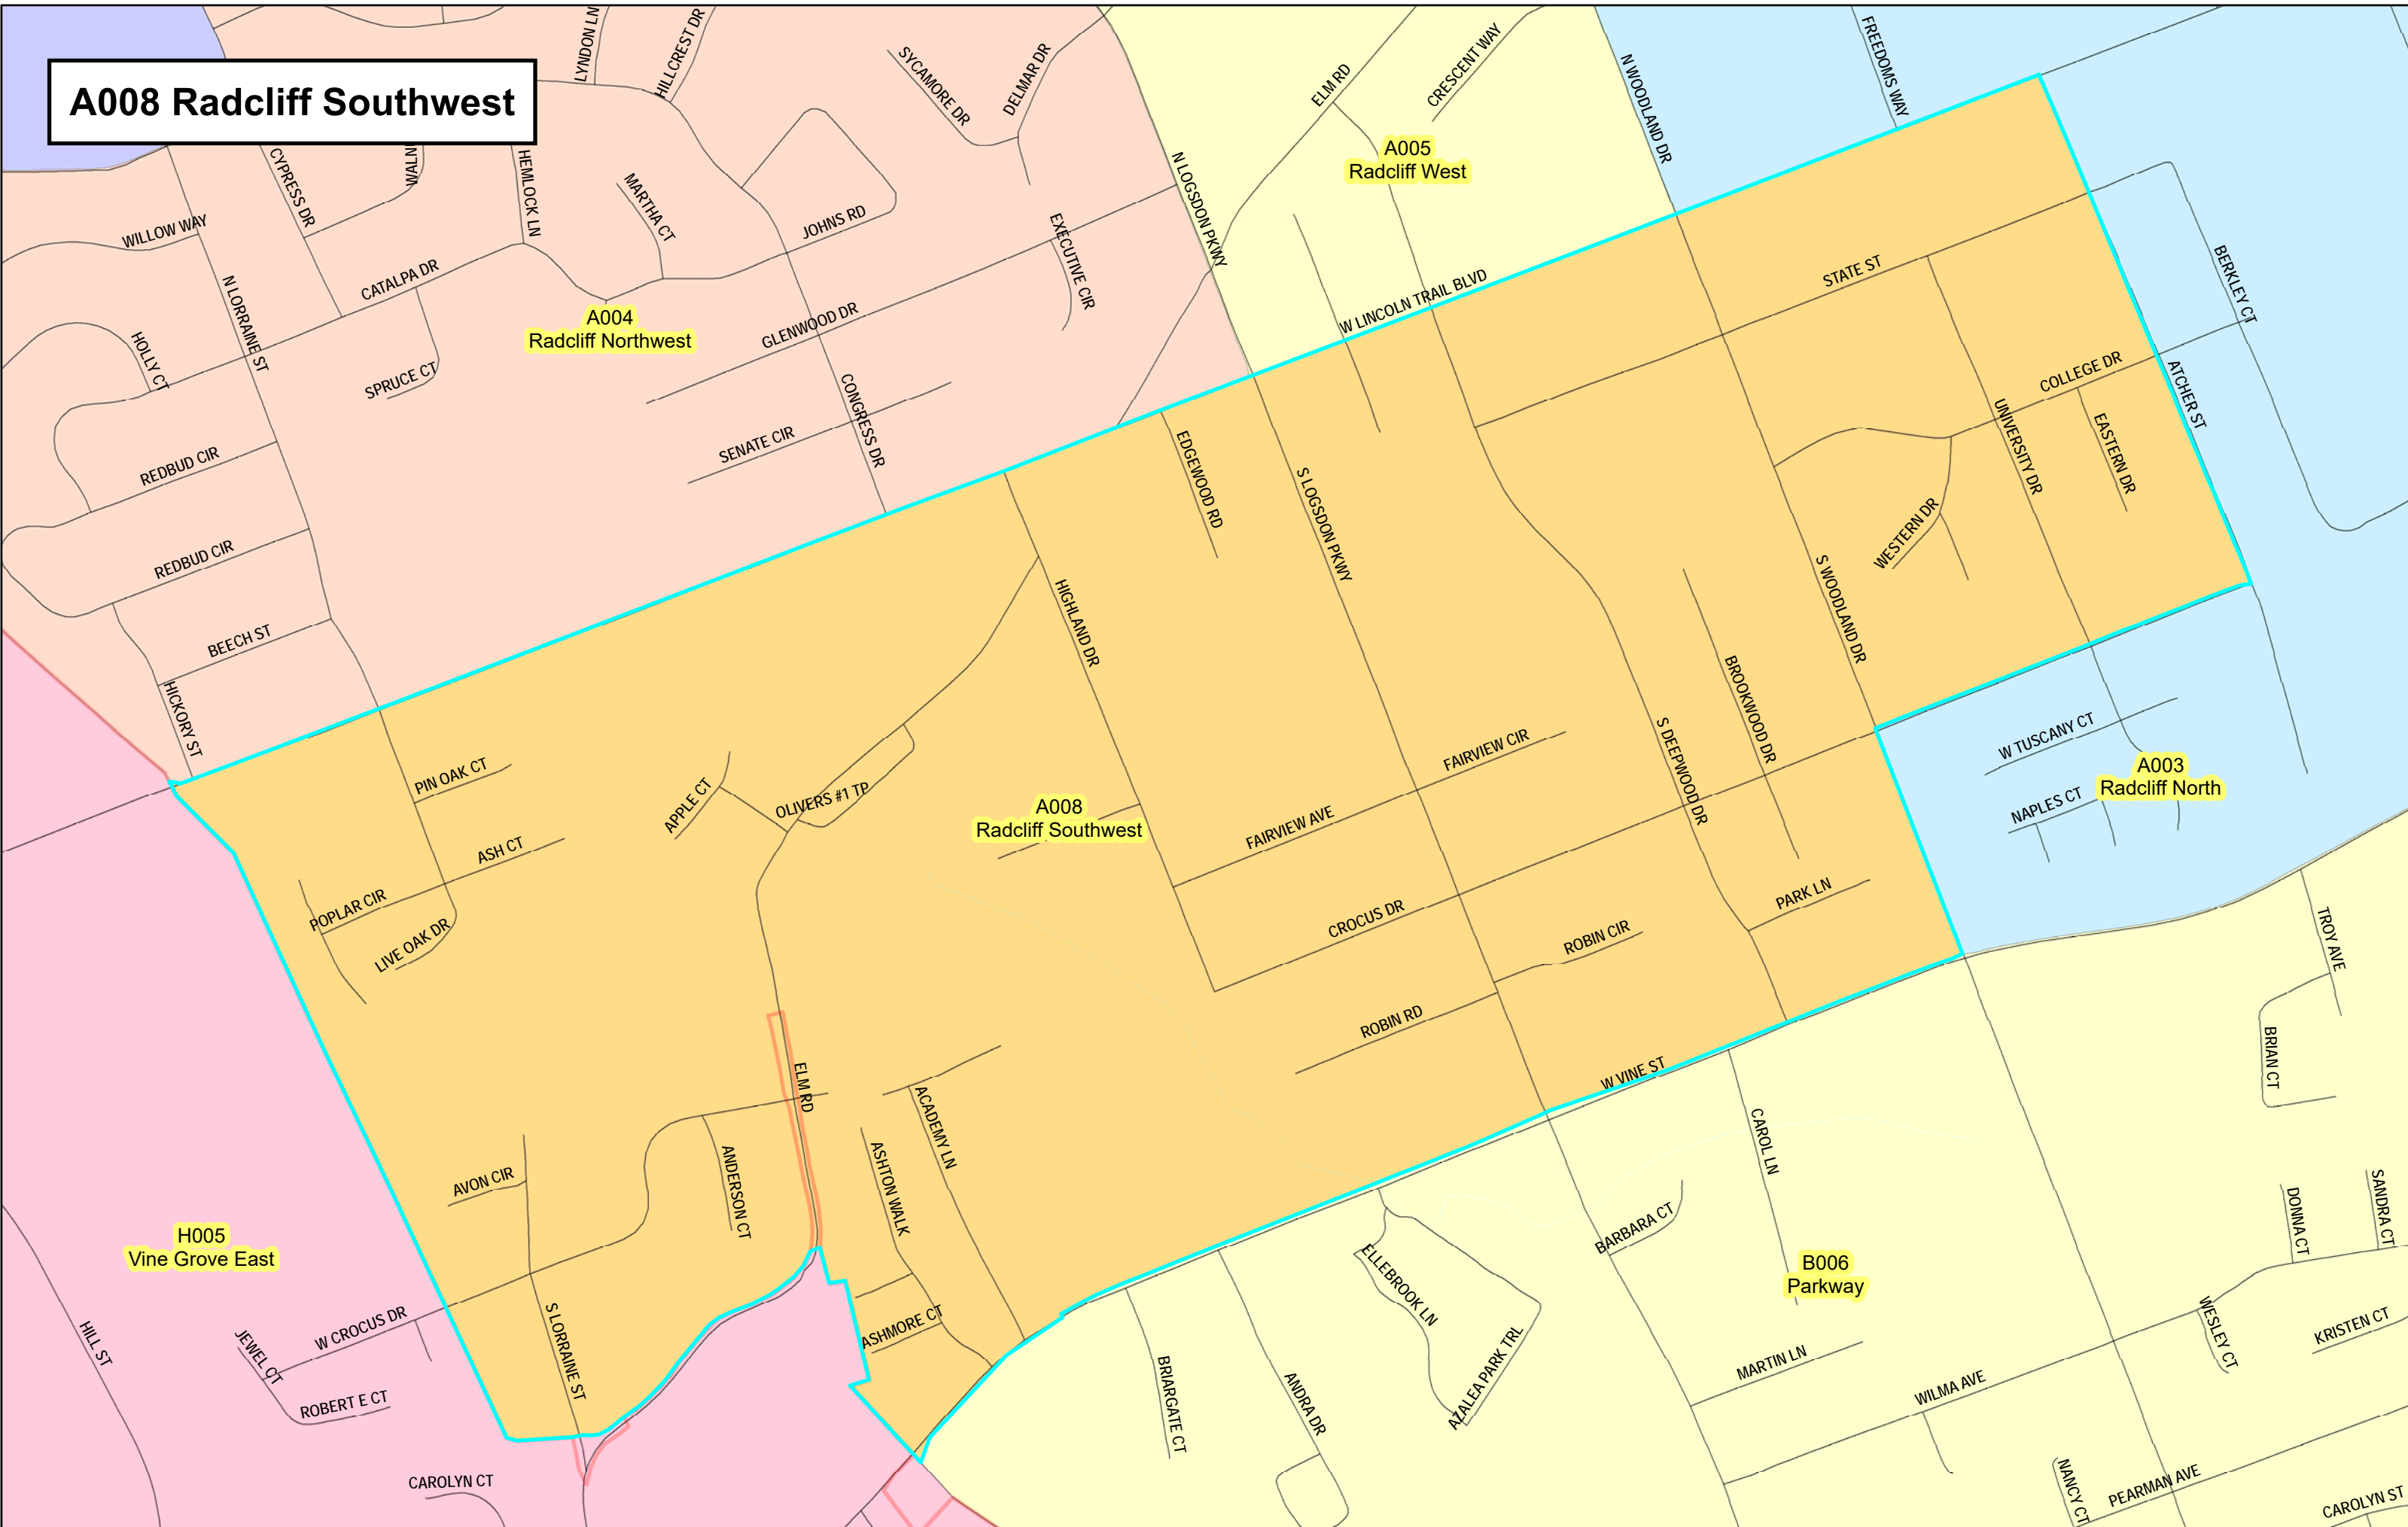 A008 Radcliff Southwest
LYNDON LN
HILLCREST DR
SYCAMORE DR
DELMAR DR
ELM RD
CRESCENT WAY
N WOODLAND DR
FREEDOMS WAY
CYPRESS DR
HEMLOCK LN
MARTHA CT
JOHNS RD
N LOGSDON PKWY
A005
Radcliff West
WILLOW WAY
N LORRAINE ST
CATALPA DR
EXECUTIVE CIR
W LINCOLN TRAIL BLVD
STATE ST
BERKLEY CT
HOLLY CT
A004
Radcliff Northwest
GLENWOOD DR
SPRUCE CT
CONGRESS DR
COLLEGE DR
ATCHER ST
REDBUD CIR
SENATE CIR
EDGEWOOD RD
S LOGSDON PKWY
UNIVERSITY DR
EASTERN DR
WESTERN DR
REDBUD CIR
HIGHLAND DR
S WOODLAND DR
BEECH ST
HICKORY ST
BROOKWOOD DR
S DEEPWOOD DR
W TUSCANY CT
PIN OAK CT
APPLE CT
OLIVERS #1 TP
FAIRVIEW CIR
A003
Radcliff North
A008
Radcliff Southwest
FAIRVIEW AVE
NAPLES CT
ASH CT
POPLAR CIR
LIVE OAK DR
CROCUS DR
PARK LN
ROBIN CIR
TROY AVE
ROBIN RD
BRIAN CT
ELM RD
W VINE ST
ACADEMY LN
CAROL LN
AVON CIR
ANDERSON CT
ASHTON WALK
H005
Vine Grove East
BARBARA CT
DONNA CT
SANDRA CT
ELLEBROOK LN
B006
Parkway
HILL ST
JEWEL CT
W CROCUS DR
S LORRAINE ST
ASHMORE CT
AZALEA PARK TRL
WESLEY CT
KRISTEN CT
ROBERT E CT
BRIARGATE CT
ANDRA DR
MARTIN LN
WILMA AVE
CAROLYN CT
NANCY CT
PEARMAN AVE
CAROLYN ST